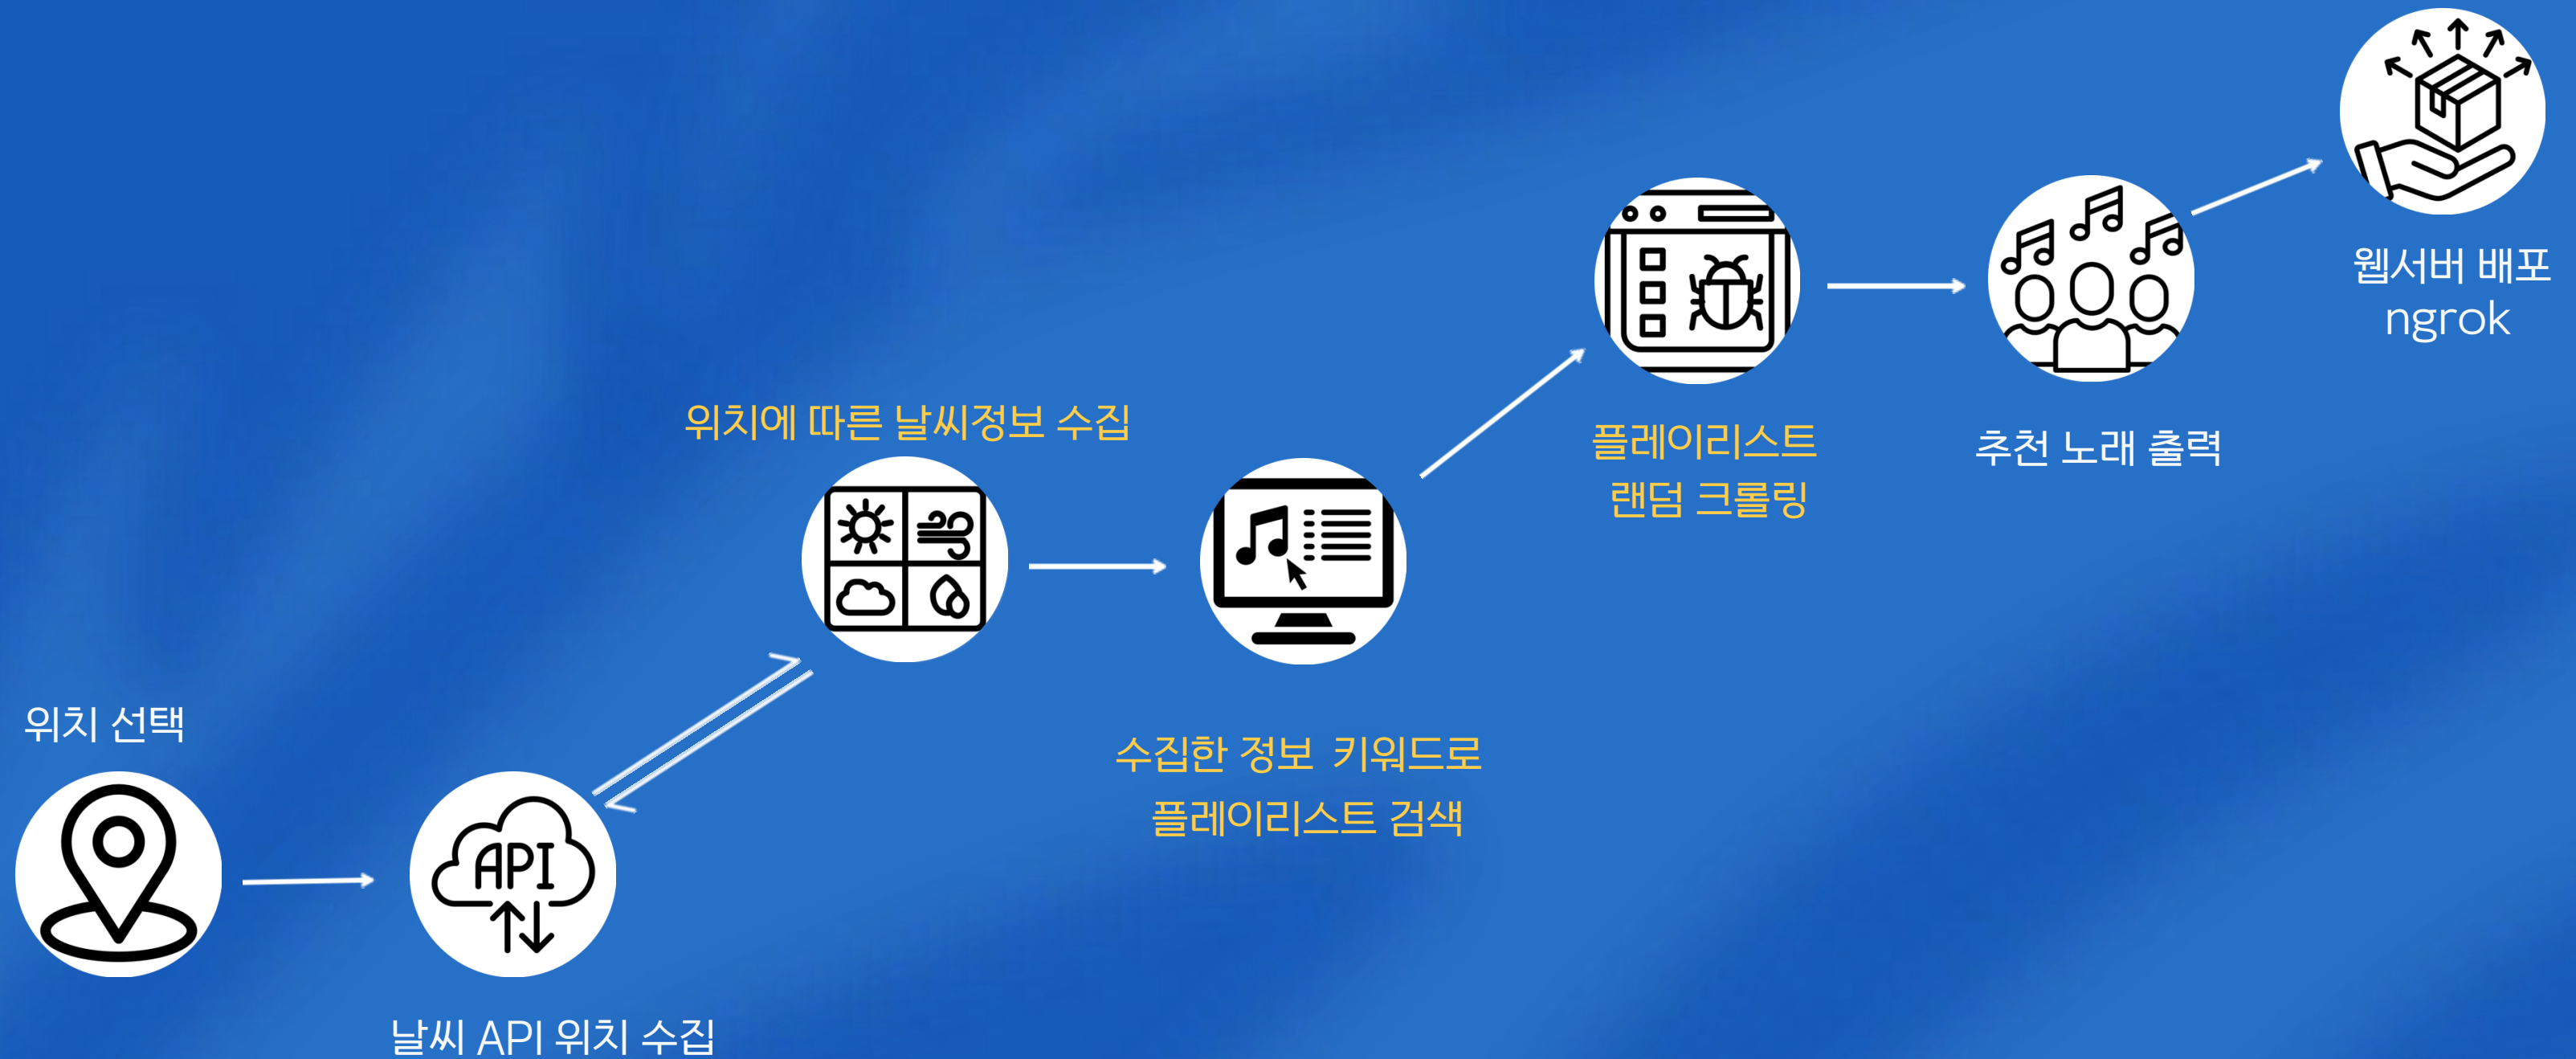 위치 선택
API
날씨 API 위치 수집
위치에 따른 날씨정보 수집
수집한 정보 키워드로
플레이리스트 검색
플레이리스트
랜덤 크롤링
추천 노래 출력
웹서버 배포
ngrok